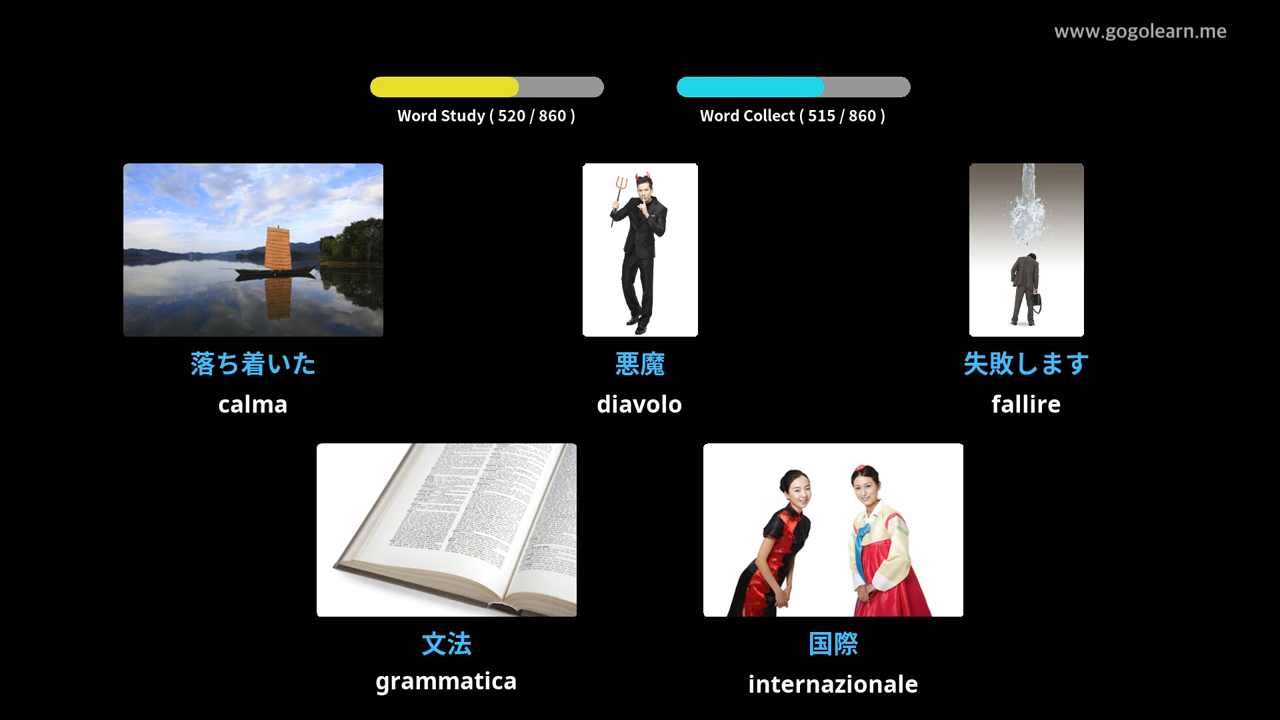 www.gogolearn.me
Word Study ( 520 / 860 )
Word Collect ( 515 / 860 )
落ち着いた
悪魔
失敗します
calma
diavolo
fallire
文法
国際
grammatica
internazionale